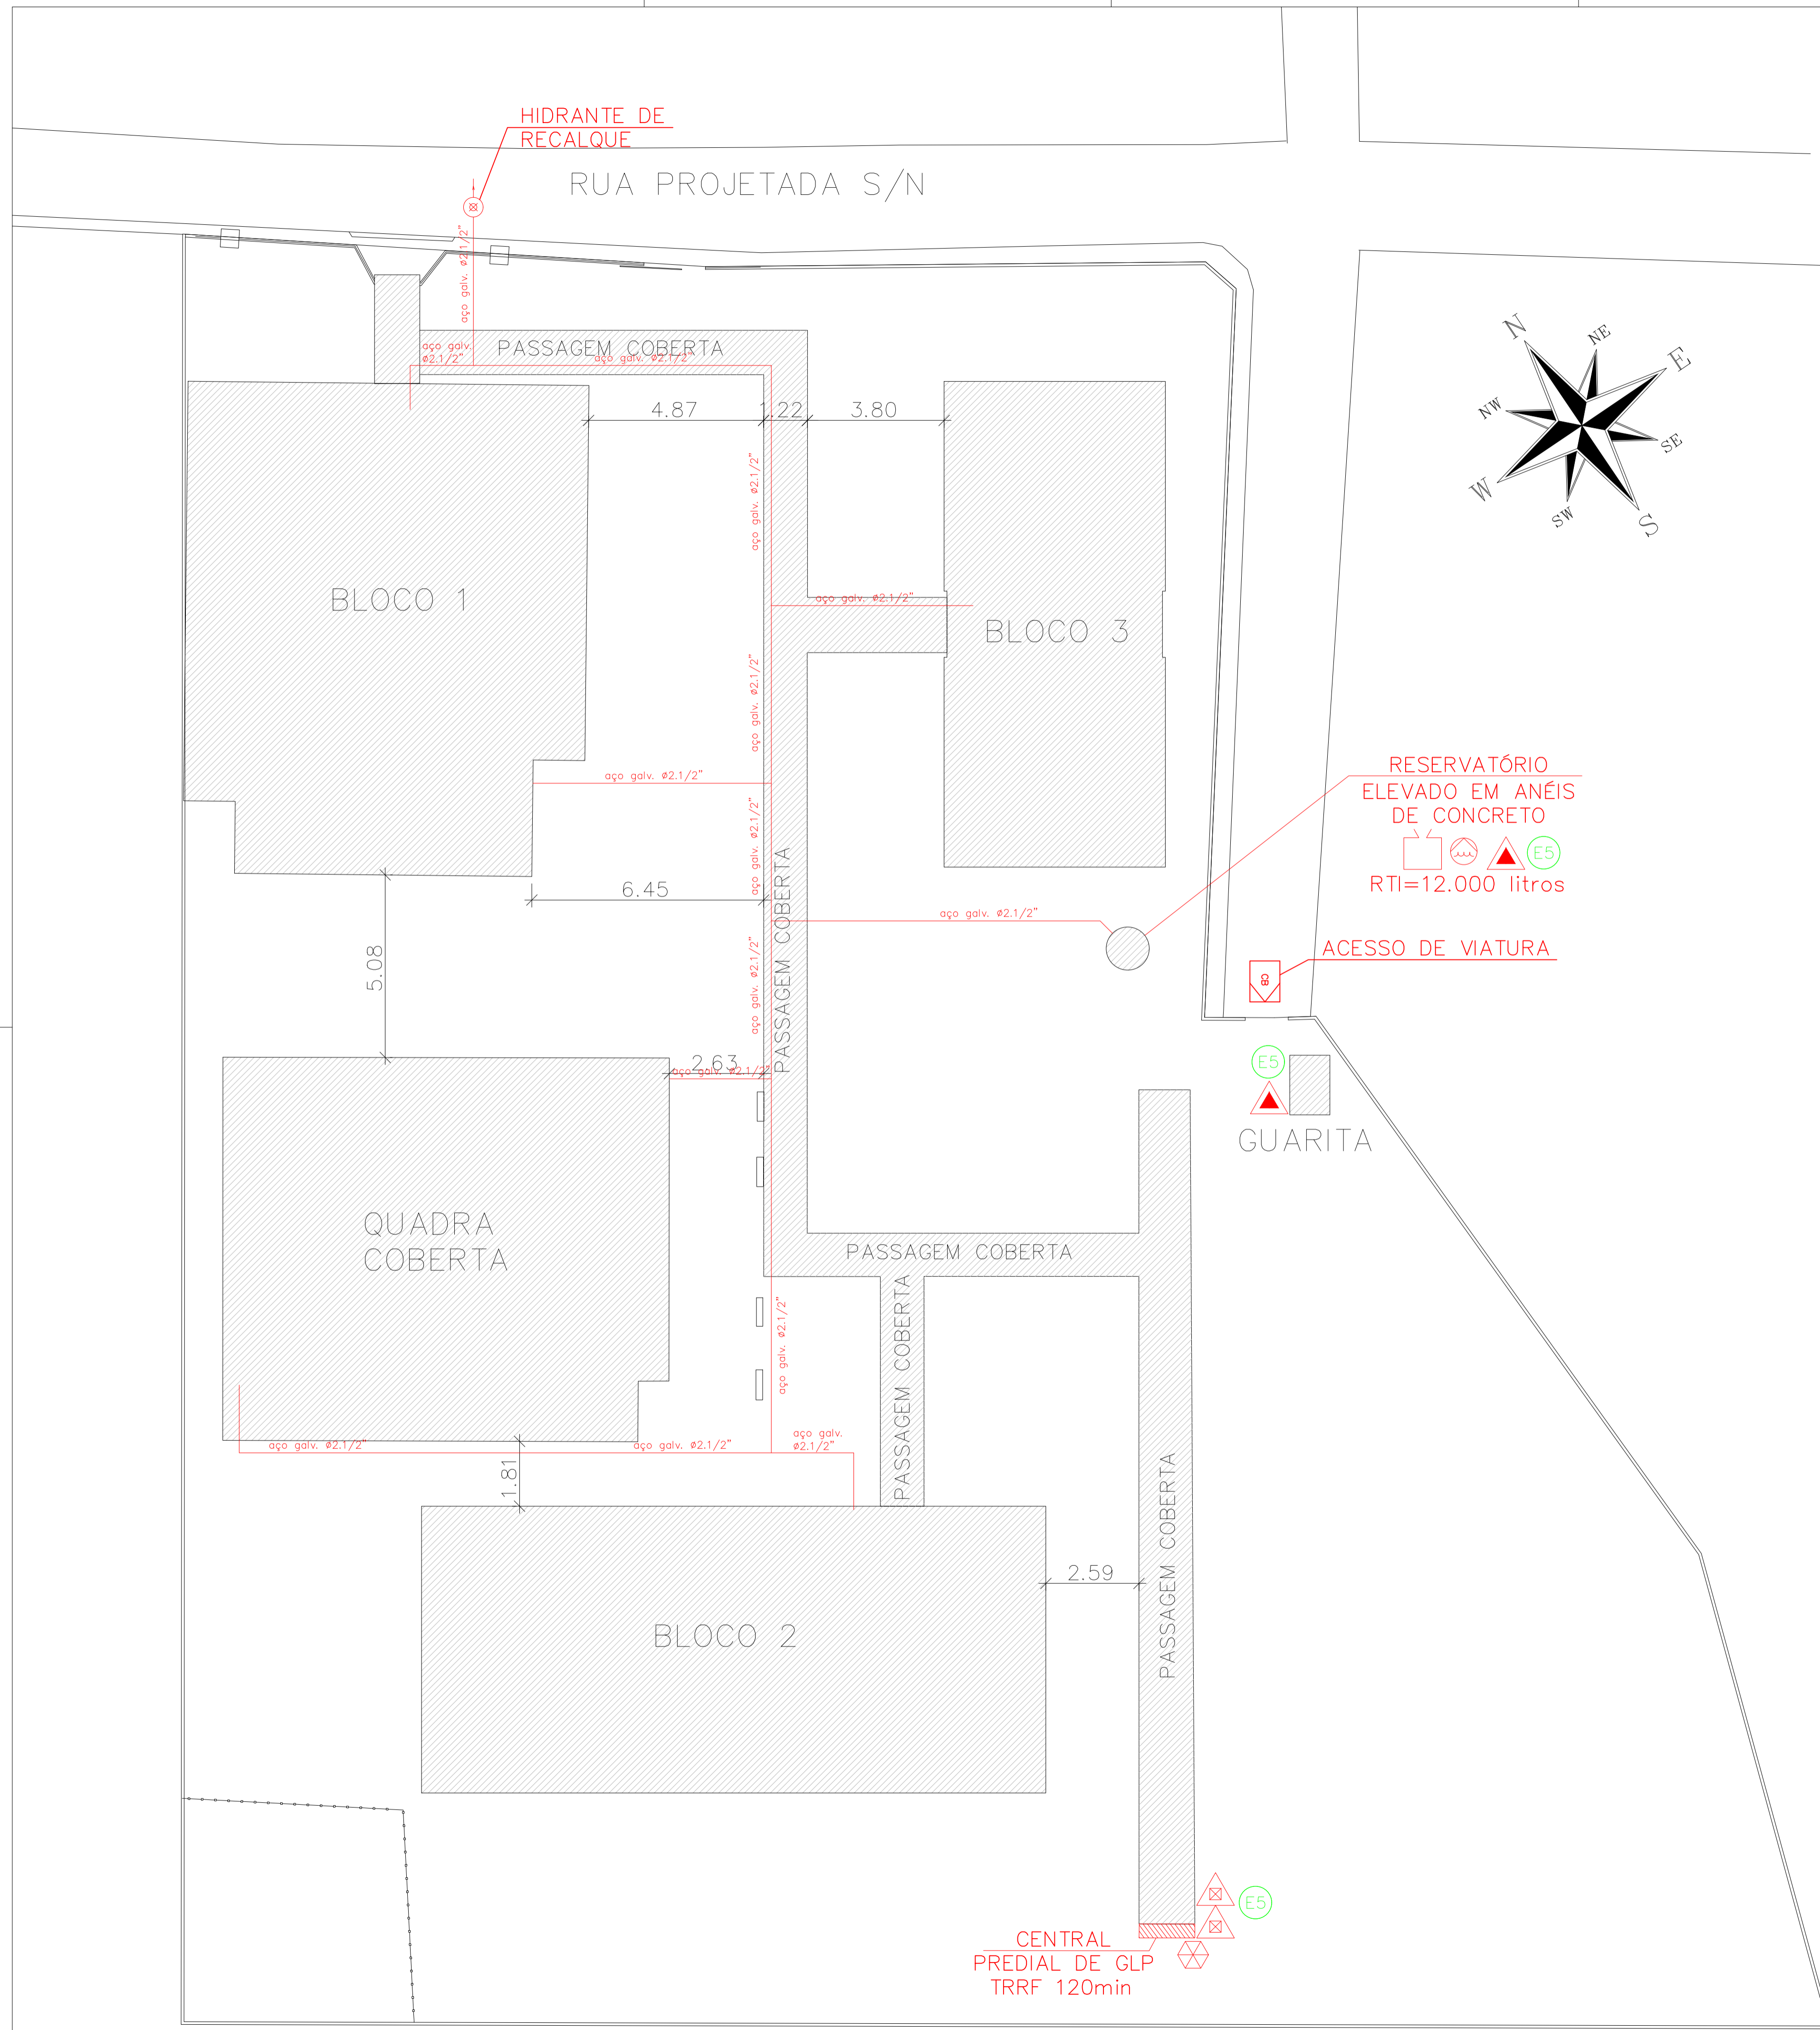 HIDRANTE DE
RECALQUE
RUA PROJETADA S/N
aço galv. ø2.1/2"
aço galv.
ø2.1/2"
PASSAGEM COBERTA
aço galv. ø2.1/2"
N
NE
E
NW
SE
W
SW
S
4.87
1.22
3.80
aço galv. ø2.1/2"
BLOCO 1
aço galv. ø2.1/2"
BLOCO 3
aço galv. ø2.1/2"
aço galv. ø2.1/2"
RESERVATÓRIO
ELEVADO EM ANÉIS
DE CONCRETO
E5
RTI=12.000 litros
aço galv. ø2.1/2"
6.45
PASSAGEM COBERTA
aço galv. ø2.1/2"
5.08
aço galv. ø2.1/2"
ACESSO DE VIATURA
CB
2.63
aço galv. ø2.1/2"
E5
GUARITA
QUADRA
COBERTA
PASSAGEM COBERTA
PASSAGEM COBERTA
aço galv. ø2.1/2"
aço galv. ø2.1/2"
aço galv. ø2.1/2"
aço galv.
ø2.1/2"
1.81
PASSAGEM COBERTA
2.59
BLOCO 2
E5
CENTRAL
PREDIAL DE GLP
TRRF 120min